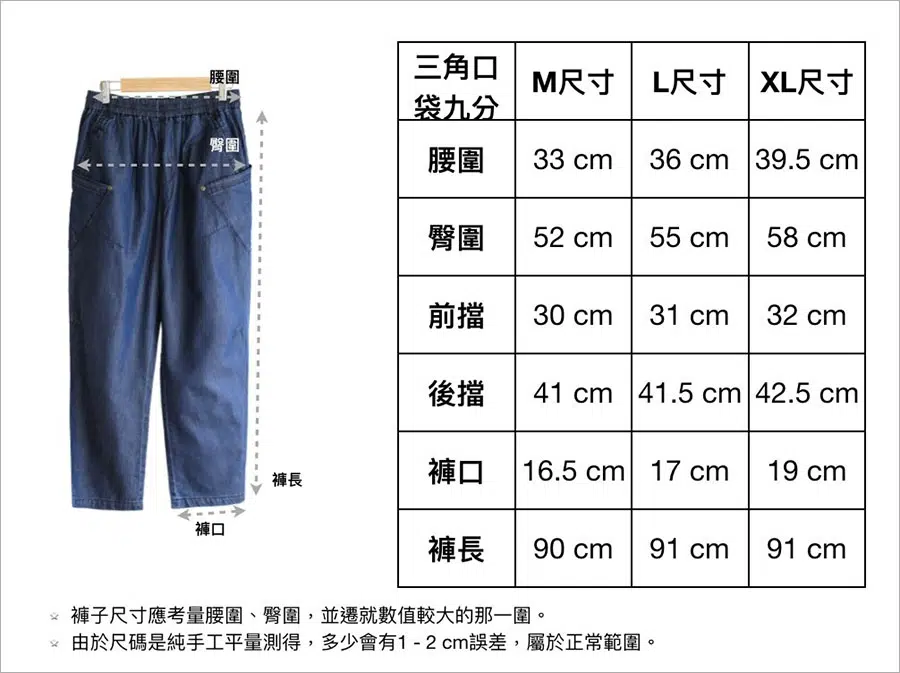 腰圍
臀圍
褲長
褲口
三角口
袋九分
M尺寸
L尺寸
XL尺寸
腰圍
33 cm
36 cm
39.5 cm
臀圍
52 cm
55 cm
58 cm
前擋
30 cm
31 cm
32 cm
後擋
41 cm
41.5 cm
42.5 cm
褲口
16.5 cm
17 cm
19 cm
褲長
90 cm
91 cm
91 cm
☆ 褲子尺寸應考量腰圍、臀圍，並遷就數值較大的那一圍。
☆ 由於尺碼是純手工平量測得，多少會有1 - 2 cm誤差，屬於正常範圍。